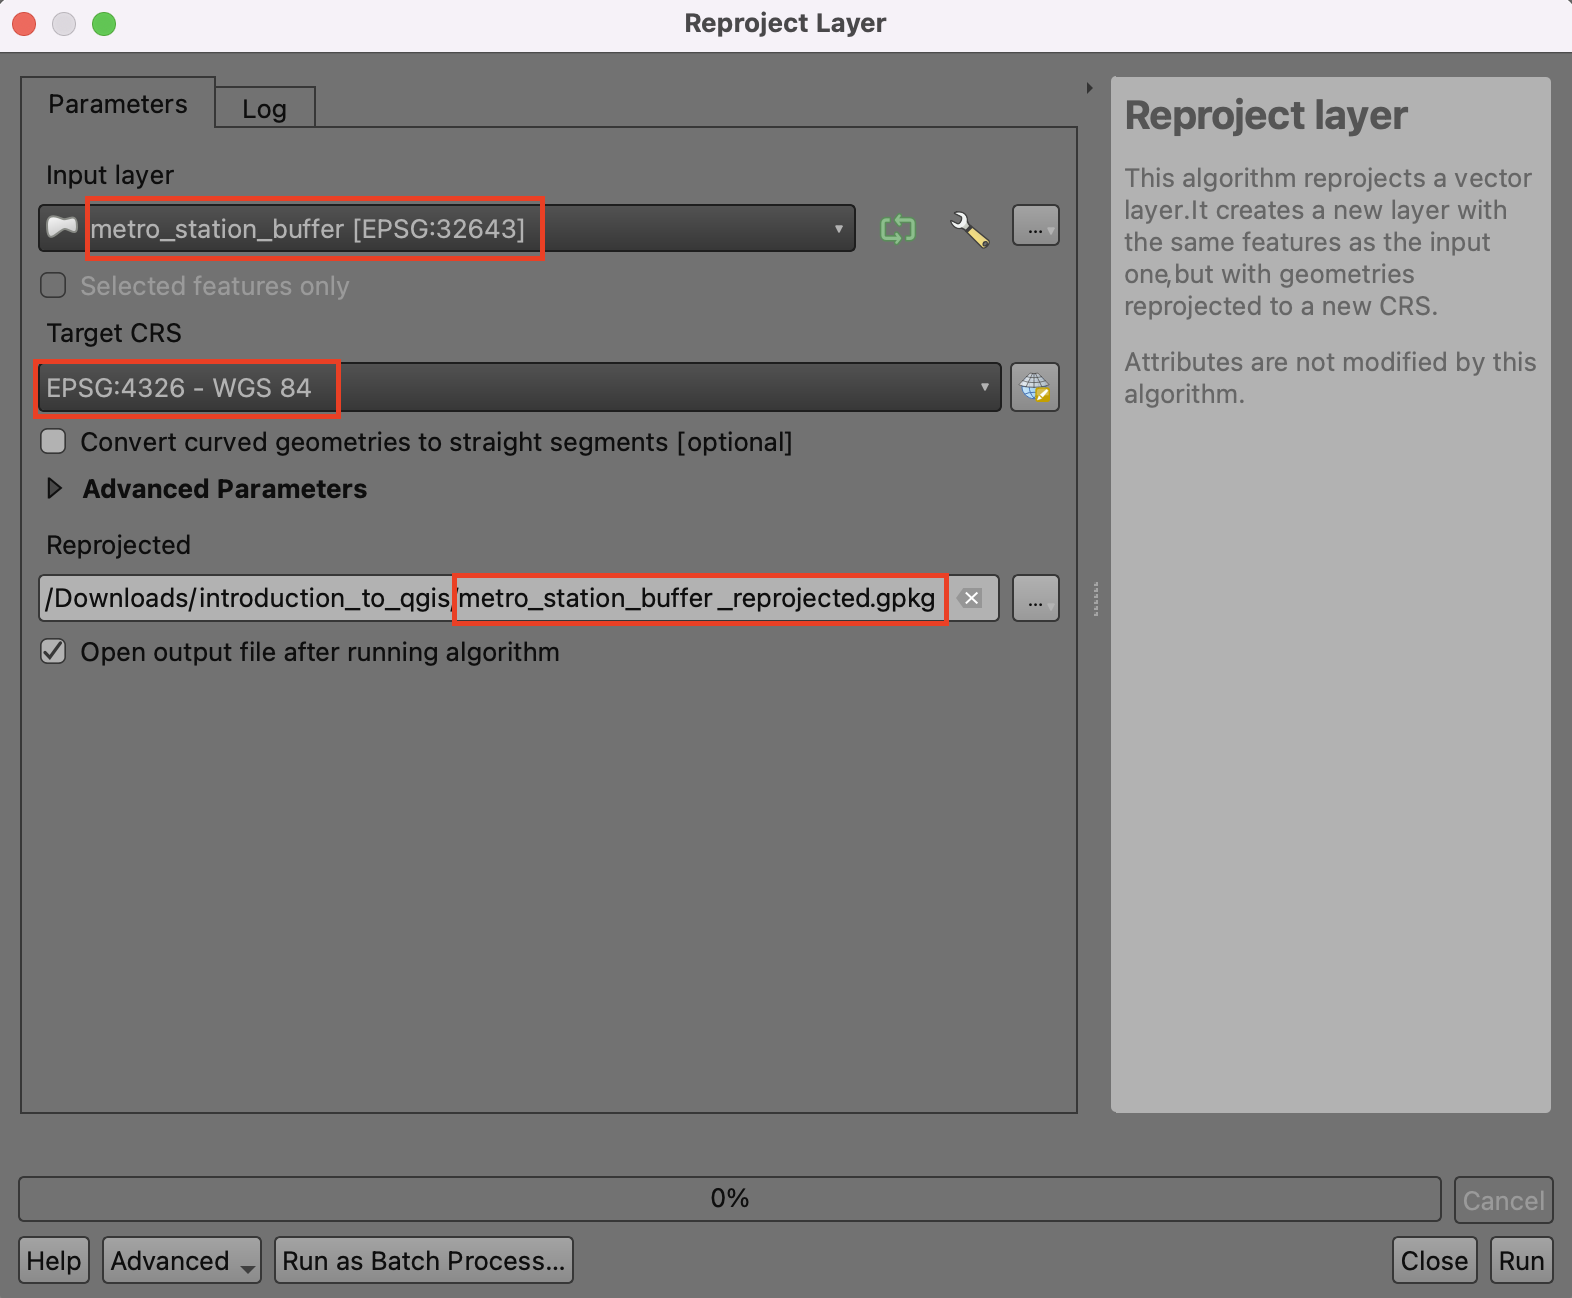 Reproject Layer
Parameters
Log
Input layer
metro_station_buffer [EPSG:32643]
...
Selected features only
Target CRS
EPSG:4326 - WGS 84
Convert curved geometries to straight segments [optional]
Advanced Parameters
Reprojected
/Downloads/introduction_to_qgis/metro_station_buffer _reprojected.gpkg
...
Open output file after running algorithm
Reproject layer
This algorithm reprojects a vector
layer.It creates a new layer with
the same features as the input
one,but with geometries
reprojected to a new CRS.
Attributes are not modified by this
algorithm.
0%
Cancel
Help
Advanced
Run as Batch Process...
Close
Run